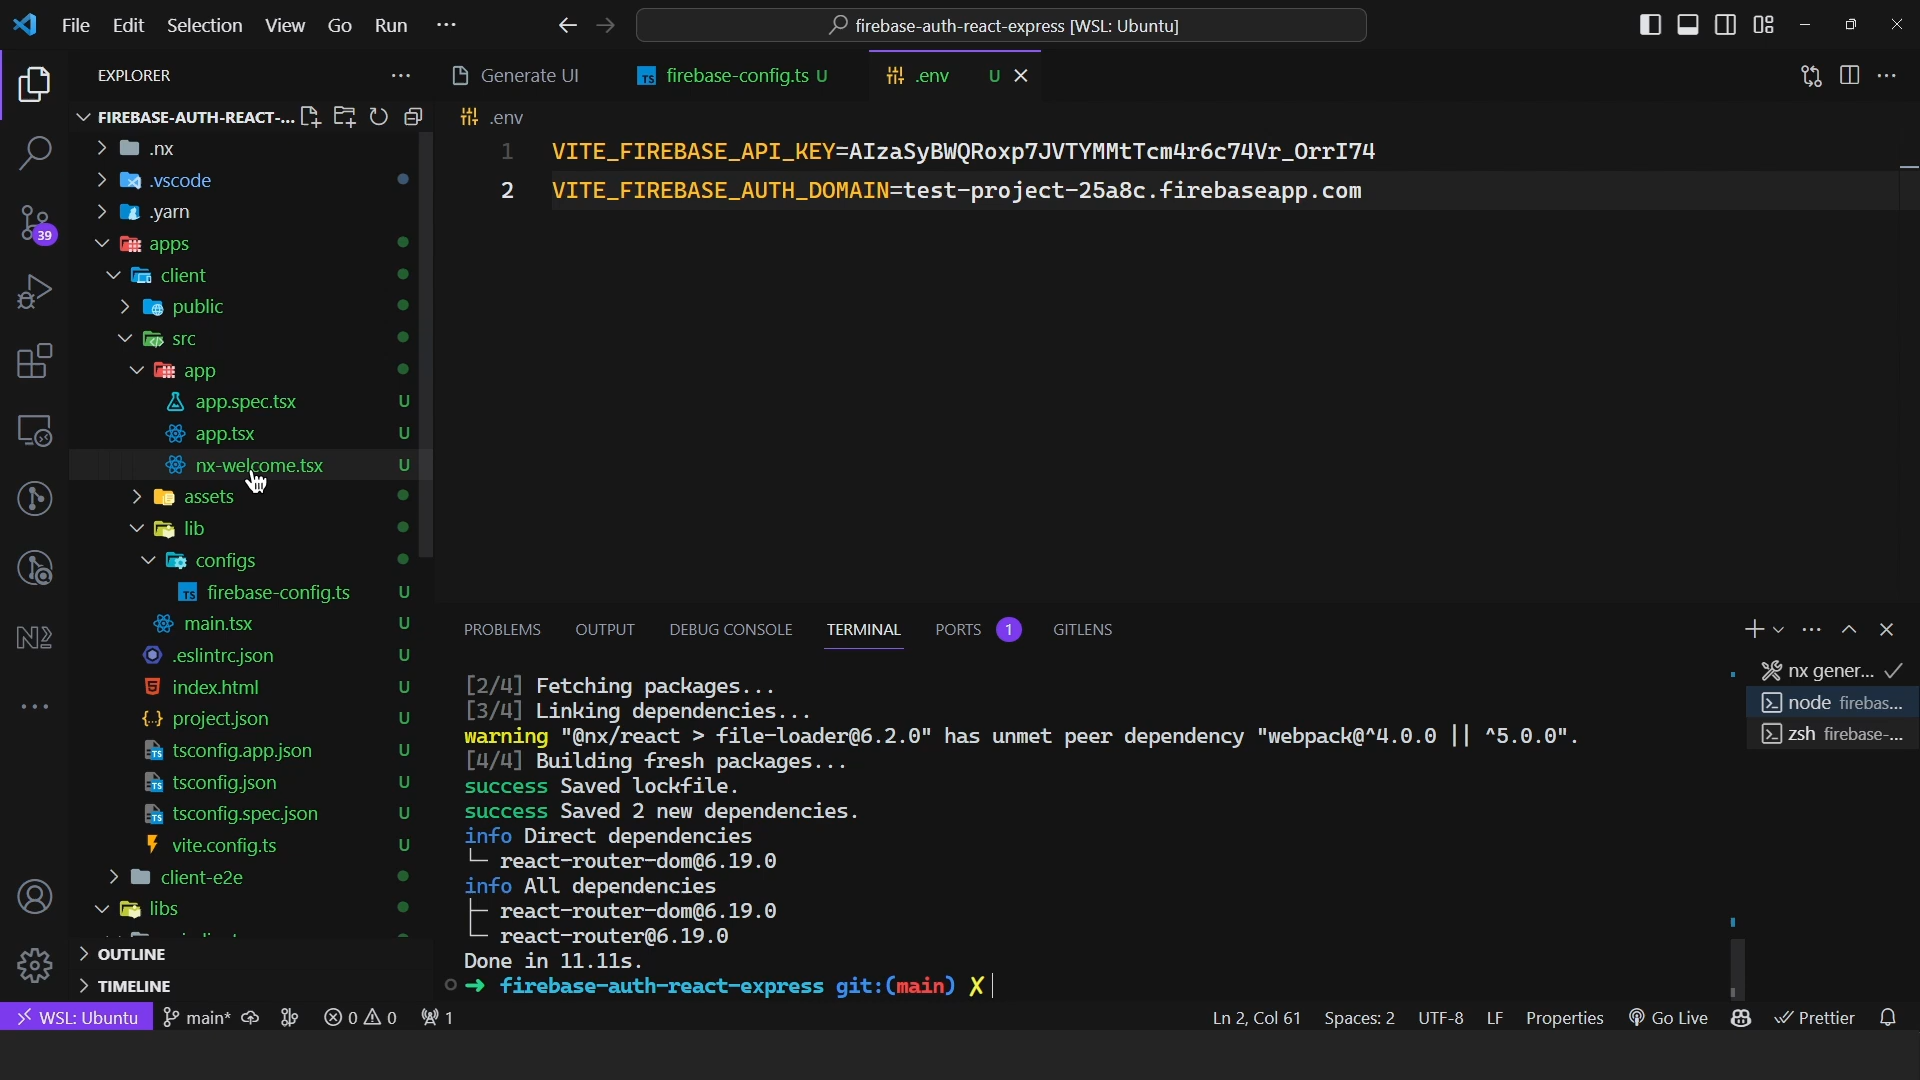 File Edit Selection View Go Run ···
firebase-auth-react-express [WSL: Ubuntu]
EXPLORER
Generate UI
firebase-config.ts U
.env U
FIREBASE-AUTH-REACT-...
.env
.nx
.vscode
.yarn
apps
client
public
src
app
app.spec.tsx U
app.tsx U
nx-welcome.tsx U
assets
lib
configs
firebase-config.ts U
main.tsx U
.eslintrc.json U
index.html U
project.json U
tsconfig.app.json U
tsconfig.json U
tsconfig.spec.json U
vite.config.ts U
client-e2e
libs
OUTLINE
TIMELINE
39
1 VITE_FIREBASE_API_KEY=AIzaSyBWQRoxp7JVTYMMtTcm4r6c74Vr_OrrI74
2 VITE_FIREBASE_AUTH_DOMAIN=test-project-25a8c.firebaseapp.com
PROBLEMS OUTPUT DEBUG CONSOLE TERMINAL PORTS 1 GITLENS
[2/4] Fetching packages...
[3/4] Linking dependencies...
warning "@nx/react > file-loader@6.2.0" has unmet peer dependency "webpack@^4.0.0 || ^5.0.0".
[4/4] Building fresh packages...
success Saved lockfile.
success Saved 2 new dependencies.
info Direct dependencies
└─ react-router-dom@6.19.0
info All dependencies
├─ react-router-dom@6.19.0
└─ react-router@6.19.0
Done in 11.11s.
➜ firebase-auth-react-express git:(main) ✗
nx gener...
node firebas...
zsh firebase-...
WSL: Ubuntu main* 0 0 1
Ln 2, Col 61 Spaces: 2 UTF-8 LF Properties Go Live Prettier